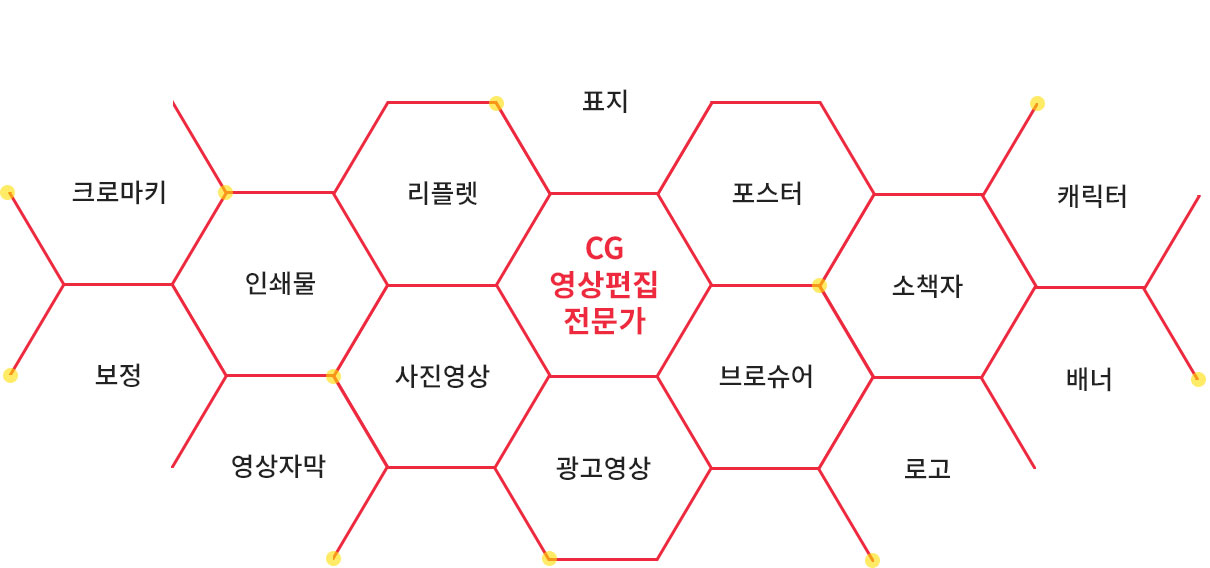 표지
크로마키
리플렛
포스터
캐릭터
인쇄물
CG
영상편집
전문가
소책자
보정
사진영상
브로슈어
배너
영상자막
광고영상
로고